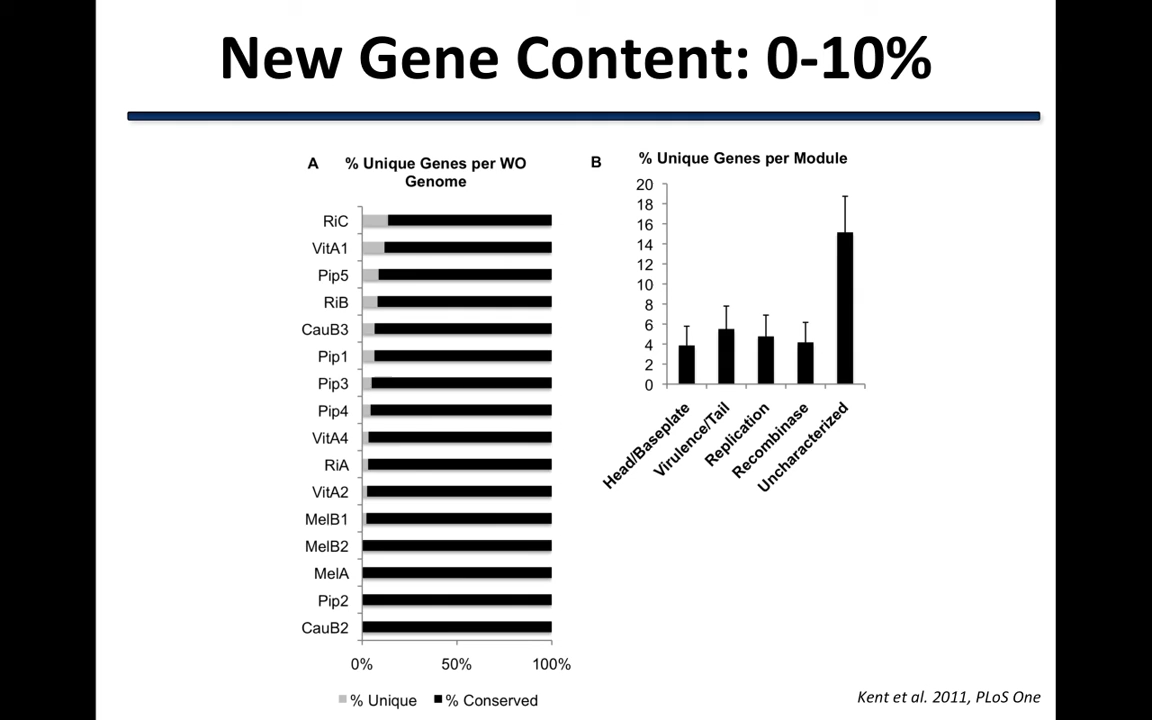 New Gene Content: 0-10%
A
% Unique Genes per WO
Genome
RiC
VitA1
Pip5
RiB
CauB3
Pip1
Pip3
Pip4
VitA4
RiA
VitA2
MelB1
MelB2
MelA
Pip2
CauB2
0%
50%
100%
% Unique
% Conserved
B
% Unique Genes per Module
20
18
16
14
12
10
8
6
4
2
0
Head/Baseplate
Virulence/Tail
Replication
Recombinase
Uncharacterized
Kent et al. 2011, PLoS One